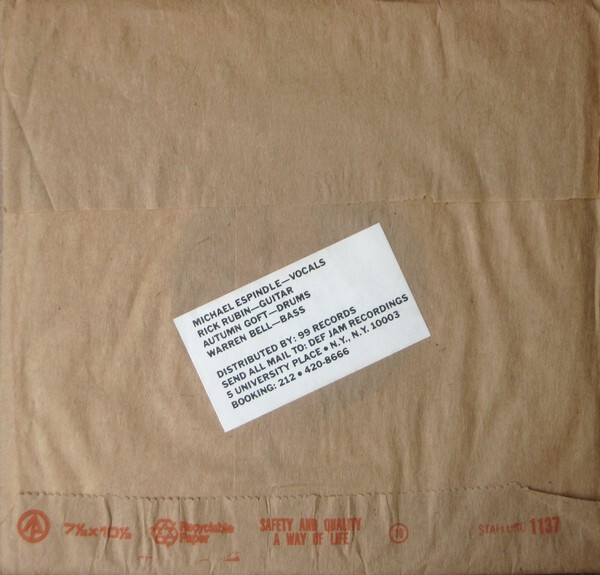 MICHAEL ESPINDLE—VOCALS
RICK RUBIN—GUITAR
AUTUMN GOFT—DRUMS
WARREN BELL—BASS
DISTRIBUTED BY: 99 RECORDS
SEND ALL MAIL TO: DEF JAM RECORDINGS
5 UNIVERSITY PLACE • N.Y., N.Y. 10003
BOOKING: 212 • 420-8666
7⅛x10½
Recyclable
Paper
SAFETY AND QUALITY
A WAY OF LIFE
1137